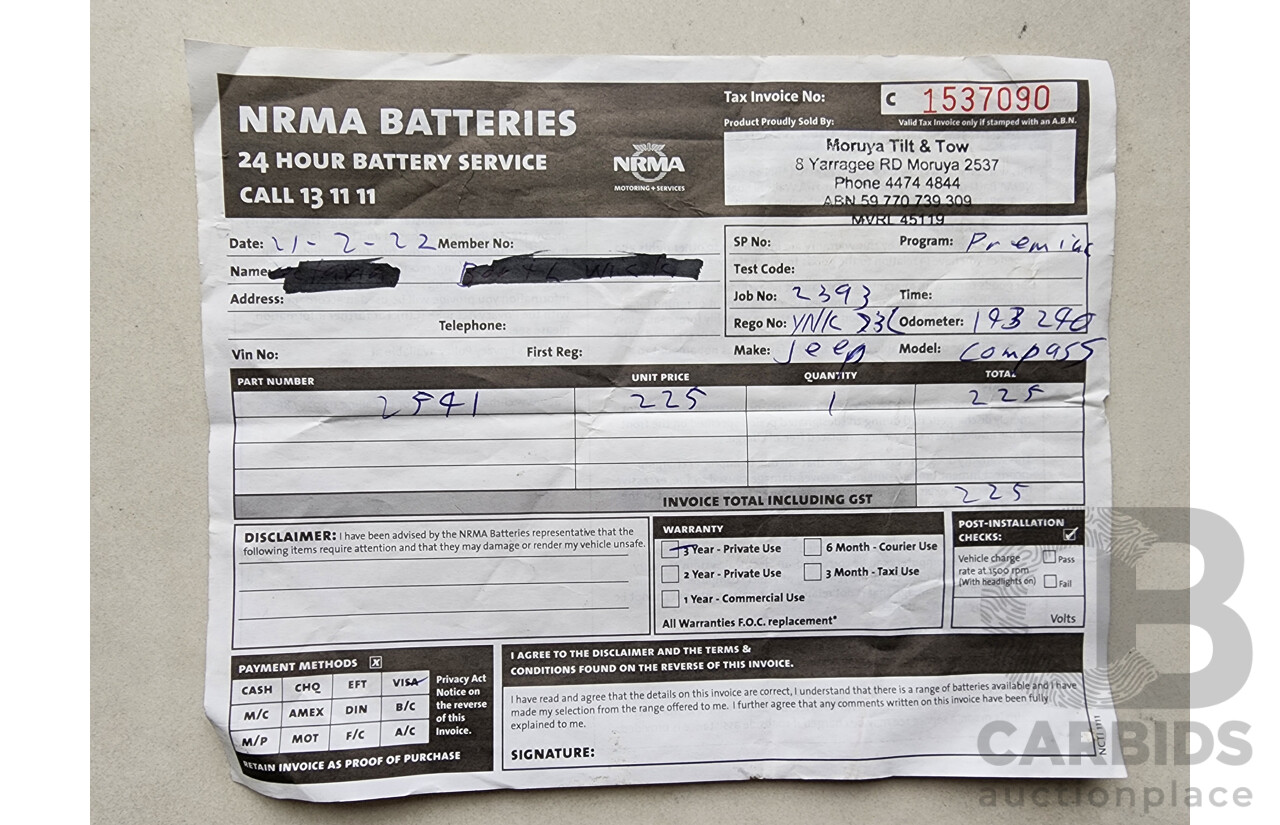 NRMA BATTERIES
24 HOUR BATTERY SERVICE
CALL 13 11 11
NRMA
MOTORING + SERVICES
Tax Invoice No: C 1537090
Product Proudly Sold By: Valid Tax Invoice only if stamped with an A.B.N.
Moruya Tilt & Tow
8 Yarragee RD Moruya 2537
Phone 4474 4844
ABN 59 770 739 309
MVRL 45119
Date: 21-2-22 Member No:
Name
Address:
Telephone:
Vin No: First Reg:
SP No: Program:
Test Code:
Job No: 2393 Time:
Rego No: YNK Odometer: 193 240
Make: Jeep Model: Compass
PART NUMBER UNIT PRICE QUANTITY TOTAL
2541 225 1 225
INVOICE TOTAL INCLUDING GST 225
DISCLAIMER: I have been advised by the NRMA Batteries representative that the
following items require attention and that they may damage or render my vehicle unsafe.
WARRANTY
3 Year - Private Use 6 Month - Courier Use
2 Year - Private Use 3 Month - Taxi Use
1 Year - Commercial Use
All Warranties F.O.C. replacement*
POST-INSTALLATION
CHECKS:
Vehicle charge Pass
rate at 1500 rpm
(With headlights on) Fail
Volts
PAYMENT METHODS X
CASH CHQ EFT VISA
M/C AMEX DIN B/C
M/P MOT F/C A/C
Privacy Act
Notice on
the reverse
of this
Invoice.
RETAIN INVOICE AS PROOF OF PURCHASE
I AGREE TO THE DISCLAIMER AND THE TERMS &
CONDITIONS FOUND ON THE REVERSE OF THIS INVOICE.
I have read and agree that the details on this invoice are correct, I understand that there is a range of batteries available and I have
made my selection from the range offered to me. I further agree that any comments written on this invoice have been fully
explained to me.
SIGNATURE:
B
CARBIDS
auctionplace